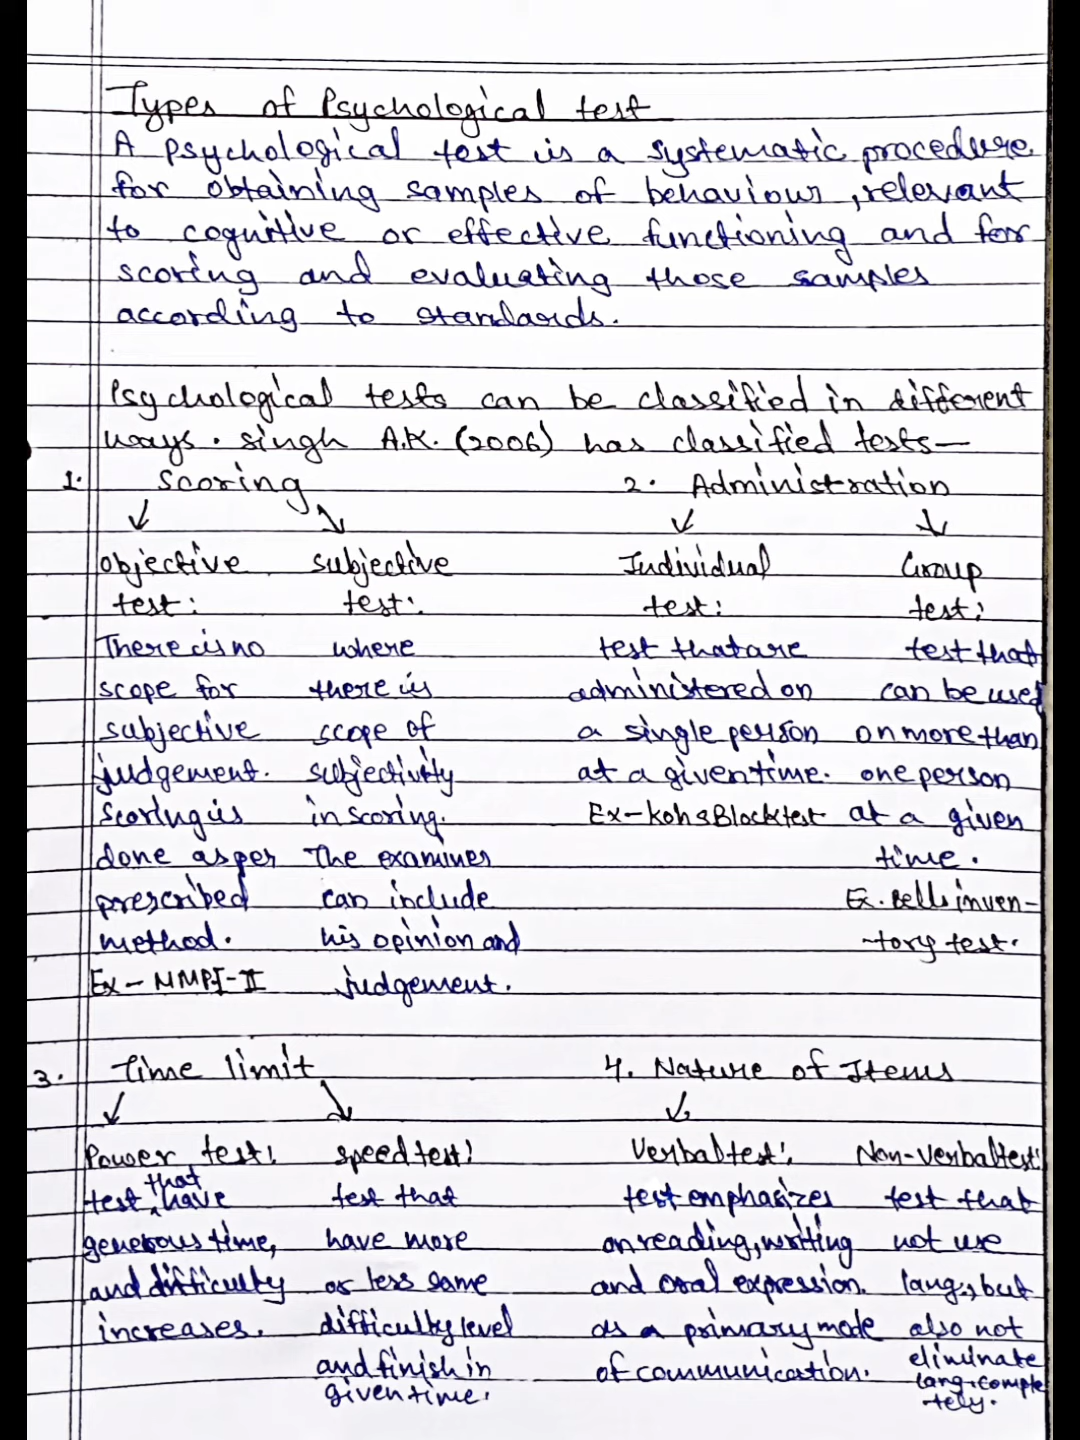 Types of Psychological test
A psychological test is a systematic procedure
for obtaining samples of behaviour, relevant
to cognitive or effective functioning and for
scoring and evaluating those samples
according to standards.
Psychological tests can be classified in different
ways. Singh A.K. (2006) has classified tests—
1. Scoring
Objective
test:
There is no
scope for
subjective
judgement.
Scoring is
done as per
prescribed
method.
Ex - MMPI-II
subjective
test:
where
there is
scope of
subjectivity
in scoring.
The examiner
can include
his opinion and
judgement.
2. Administration
Individual
test:
test that are
administered on
a single person
at a given time.
Ex - kohs Block test
Group
test:
test that
can be used
on more than
one person
at a given
time.
Ex. Bells inven-
tory test.
3. Time limit
Power test:
test that have
generous time,
and difficulty
increases.
speed test:
test that
have more
or less same
difficulty level
and finish in
given time.
4. Nature of Items
Verbal test:
test emphasizes
on reading, writing
and oral expression
as a primary mode
of communication.
Non-verbal test:
test that
not use
lang., but
also not
eliminate
lang. comple
-tely.